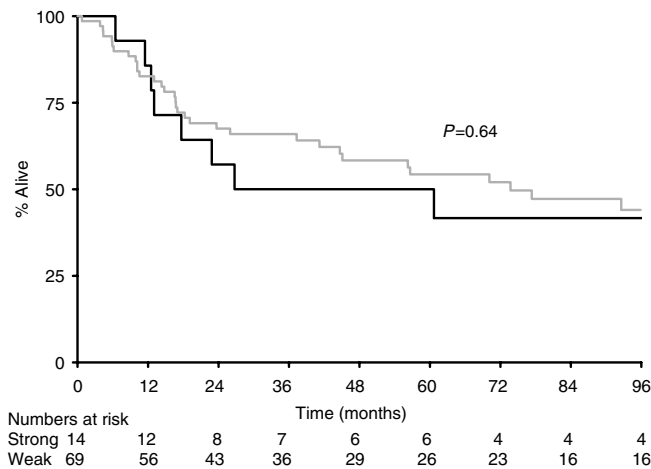 100
75
50
25
0
% Alive
P=0.64
0 12 24 36 48 60 72 84 96
Time (months)
Numbers at risk
Strong 14 12 8 7 6 6 4 4 4
Weak 69 56 43 36 29 26 23 16 16